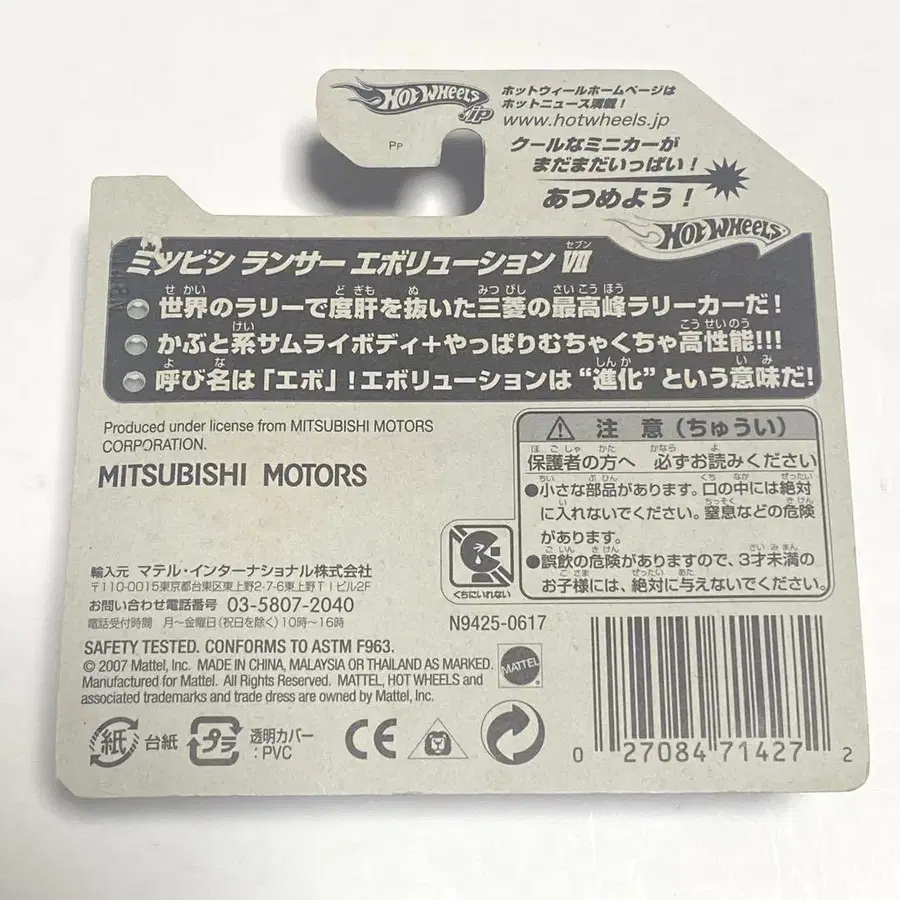 HOT WHEELS.jp
ホットウィールホームページは
ホットニュース満載！
www.hotwheels.jp
PP
クールなミニカーが
まだまだいっぱい！
あつめよう！
HOT WHEELS
ミツビシ ランサー エボリューション Ⅶ
セブン
世界のラリーで度肝を抜いた三菱の最高峰ラリーカーだ！
せかい どぎも ぬ みつびし さいこうほう
かぶと系サムライボディ＋やっぱりむちゃくちゃ高性能!!!
けい こうせいのう
呼び名は「エボ」！エボリューションは“進化”という意味だ！
よ な しんか いみ
Produced under license from MITSUBISHI MOTORS
CORPORATION.
MITSUBISHI MOTORS
注 意（ちゅうい）
保護者の方へ 必ずお読みください
ほごしゃ かた かなら よ
●小さな部品があります。口の中には絶対
ちい ぶひん くち なか ぜったい
に入れないでください。窒息などの危険
い ちっそく きけん
があります。
●誤飲の危険がありますので、3才未満の
ごいん きけん さいみまん
お子様には、絶対に与えないでください。
こさま ぜったい あた
くちにいれない
輸入元 マテル・インターナショナル株式会社
〒110-0015東京都台東区東上野2-7-6東上野TIビル2F
お問い合わせ電話番号 03-5807-2040
電話受付時間 月～金曜日(祝日を除く)10時～16時
N9425-0617
SAFETY TESTED. CONFORMS TO ASTM F963.
© 2007 Mattel, Inc. MADE IN CHINA, MALAYSIA OR THAILAND AS MARKED.
Manufactured for Mattel. All Rights Reserved. MATTEL, HOT WHEELS and
associated trademarks and trade dress are owned by Mattel, Inc.
MATTEL
紙 台紙
プラ 透明カバー
:PVC
CE
0 27084 71427 2